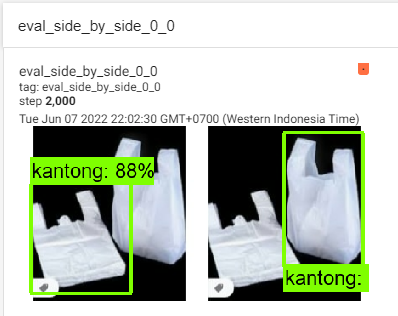 eval_side_by_side_0_0
eval_side_by_side_0_0
tag: eval_side_by_side_0_0
step 2,000
Tue Jun 07 2022 22:02:30 GMT+0700 (Western Indonesia Time)
kantong: 88%
kantong: